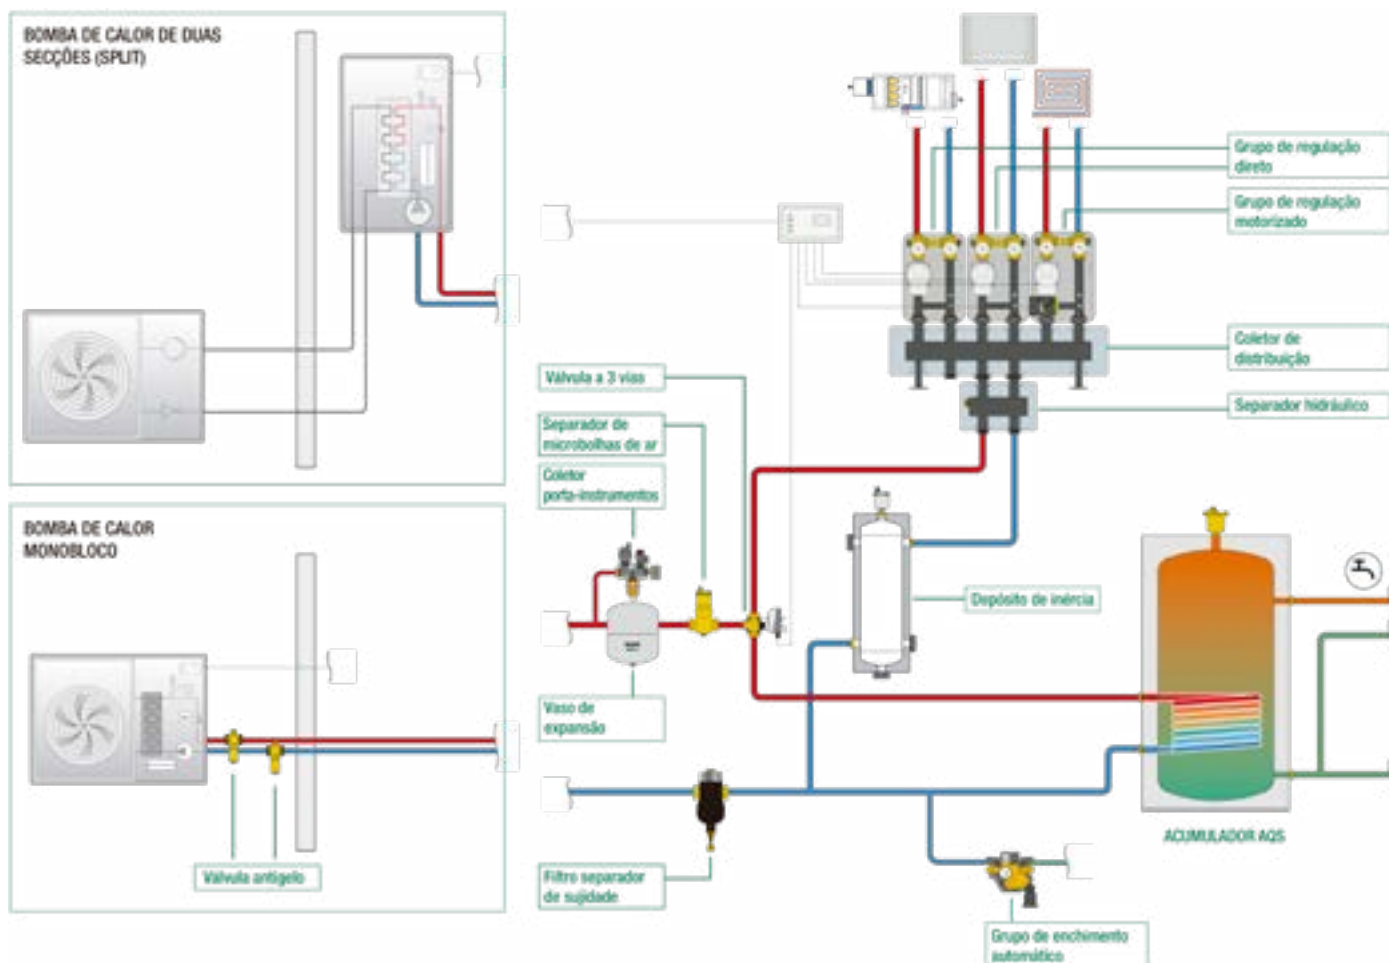 BOMBA DE CALOR DE DUAS
SECÇÕES (SPLIT)
Grupo de regulação
direto
Grupo de regulação
motorizado
Coletor de
distribuição
Separador hidráulico
Válvula a 3 vias
Separador de
microbolhas de ar
Coletor
porta-instrumentos
BOMBA DE CALOR
MONOBLOCO
Depósito de inércia
Vaso de
expansão
Válvula antigelo
Filtro separador
de sujidade
ACUMULADOR AQS
Grupo de enchimento
automático